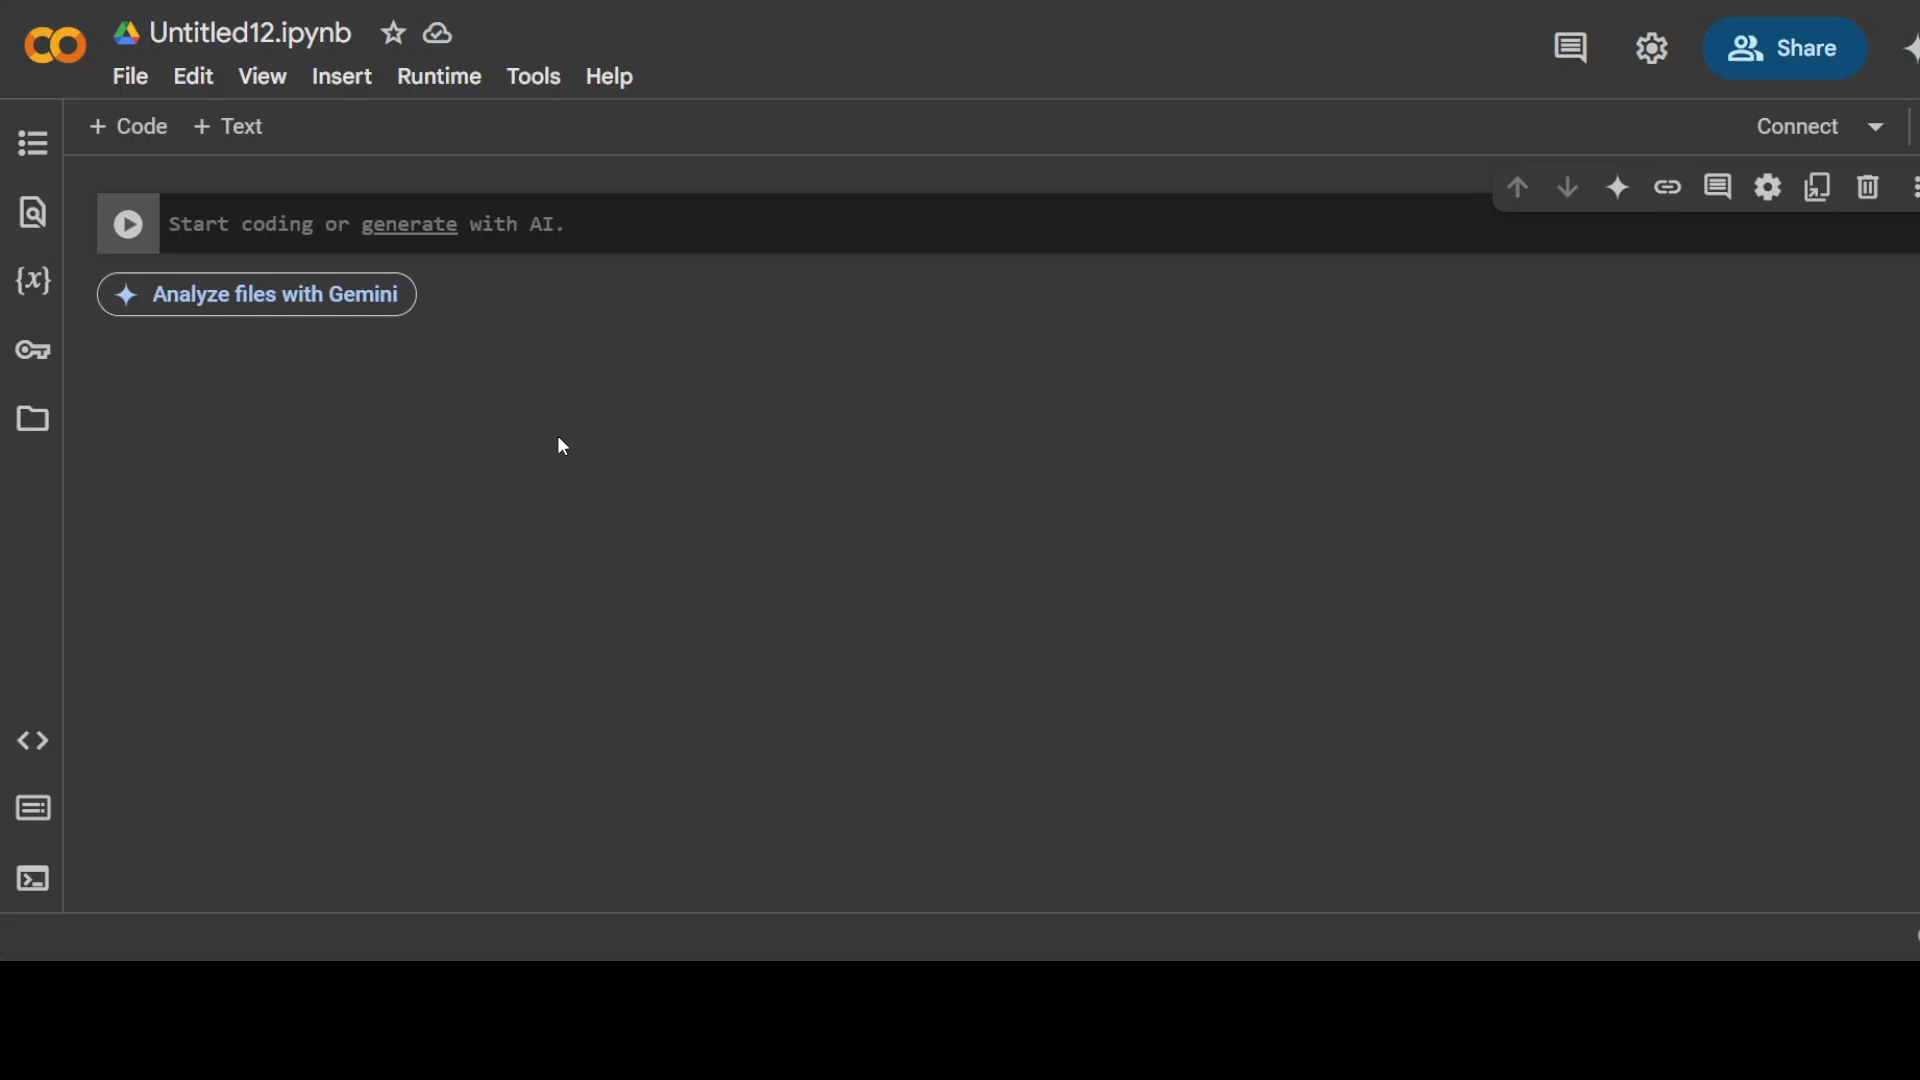 Untitled12.ipynb
File Edit View Insert Runtime Tools Help
Share
+ Code + Text
Connect
Start coding or generate with AI.
Analyze files with Gemini
{x}